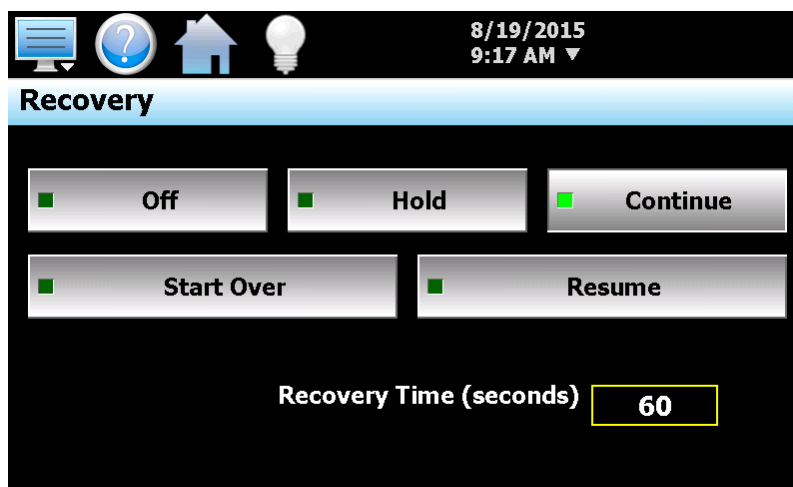 ?
8/19/2015
9:17 AM ▼
Recovery
Off Hold Continue
Start Over Resume
Recovery Time (seconds) 60